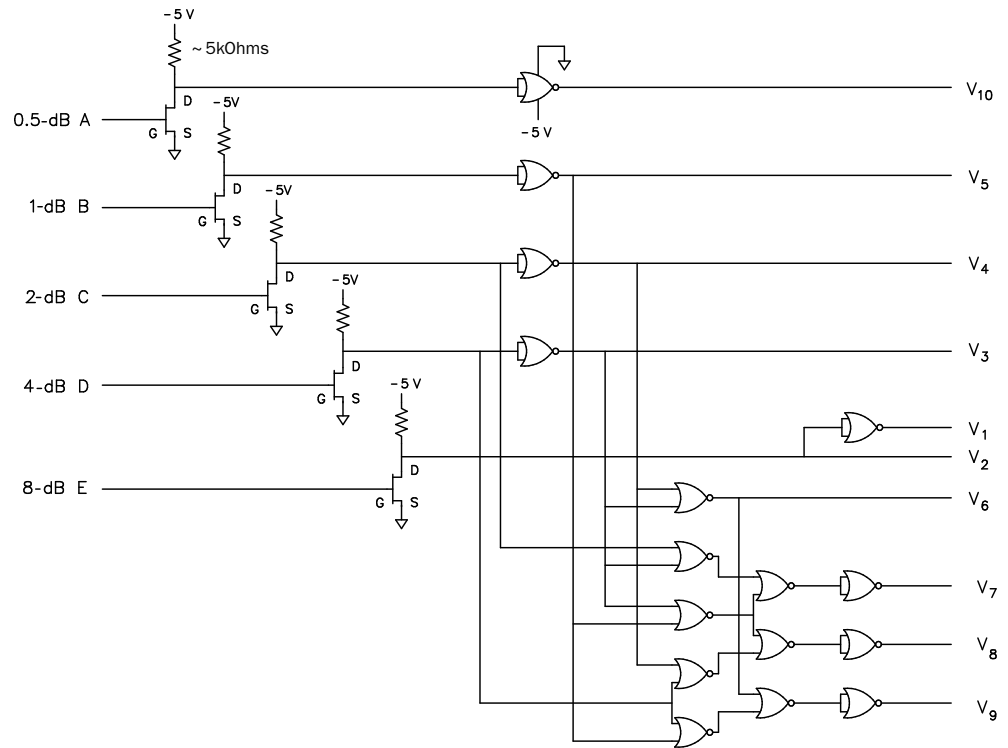 -5 V
~ 5kOhms
D
0.5-dB A
G S
-5V
D
1-dB B
G S
-5V
D
2-dB C
G S
-5V
D
4-dB D
G S
-5 V
D
8-dB E
G S
-5 V
V10
V5
V4
V3
V1
V2
V6
V7
V8
V9